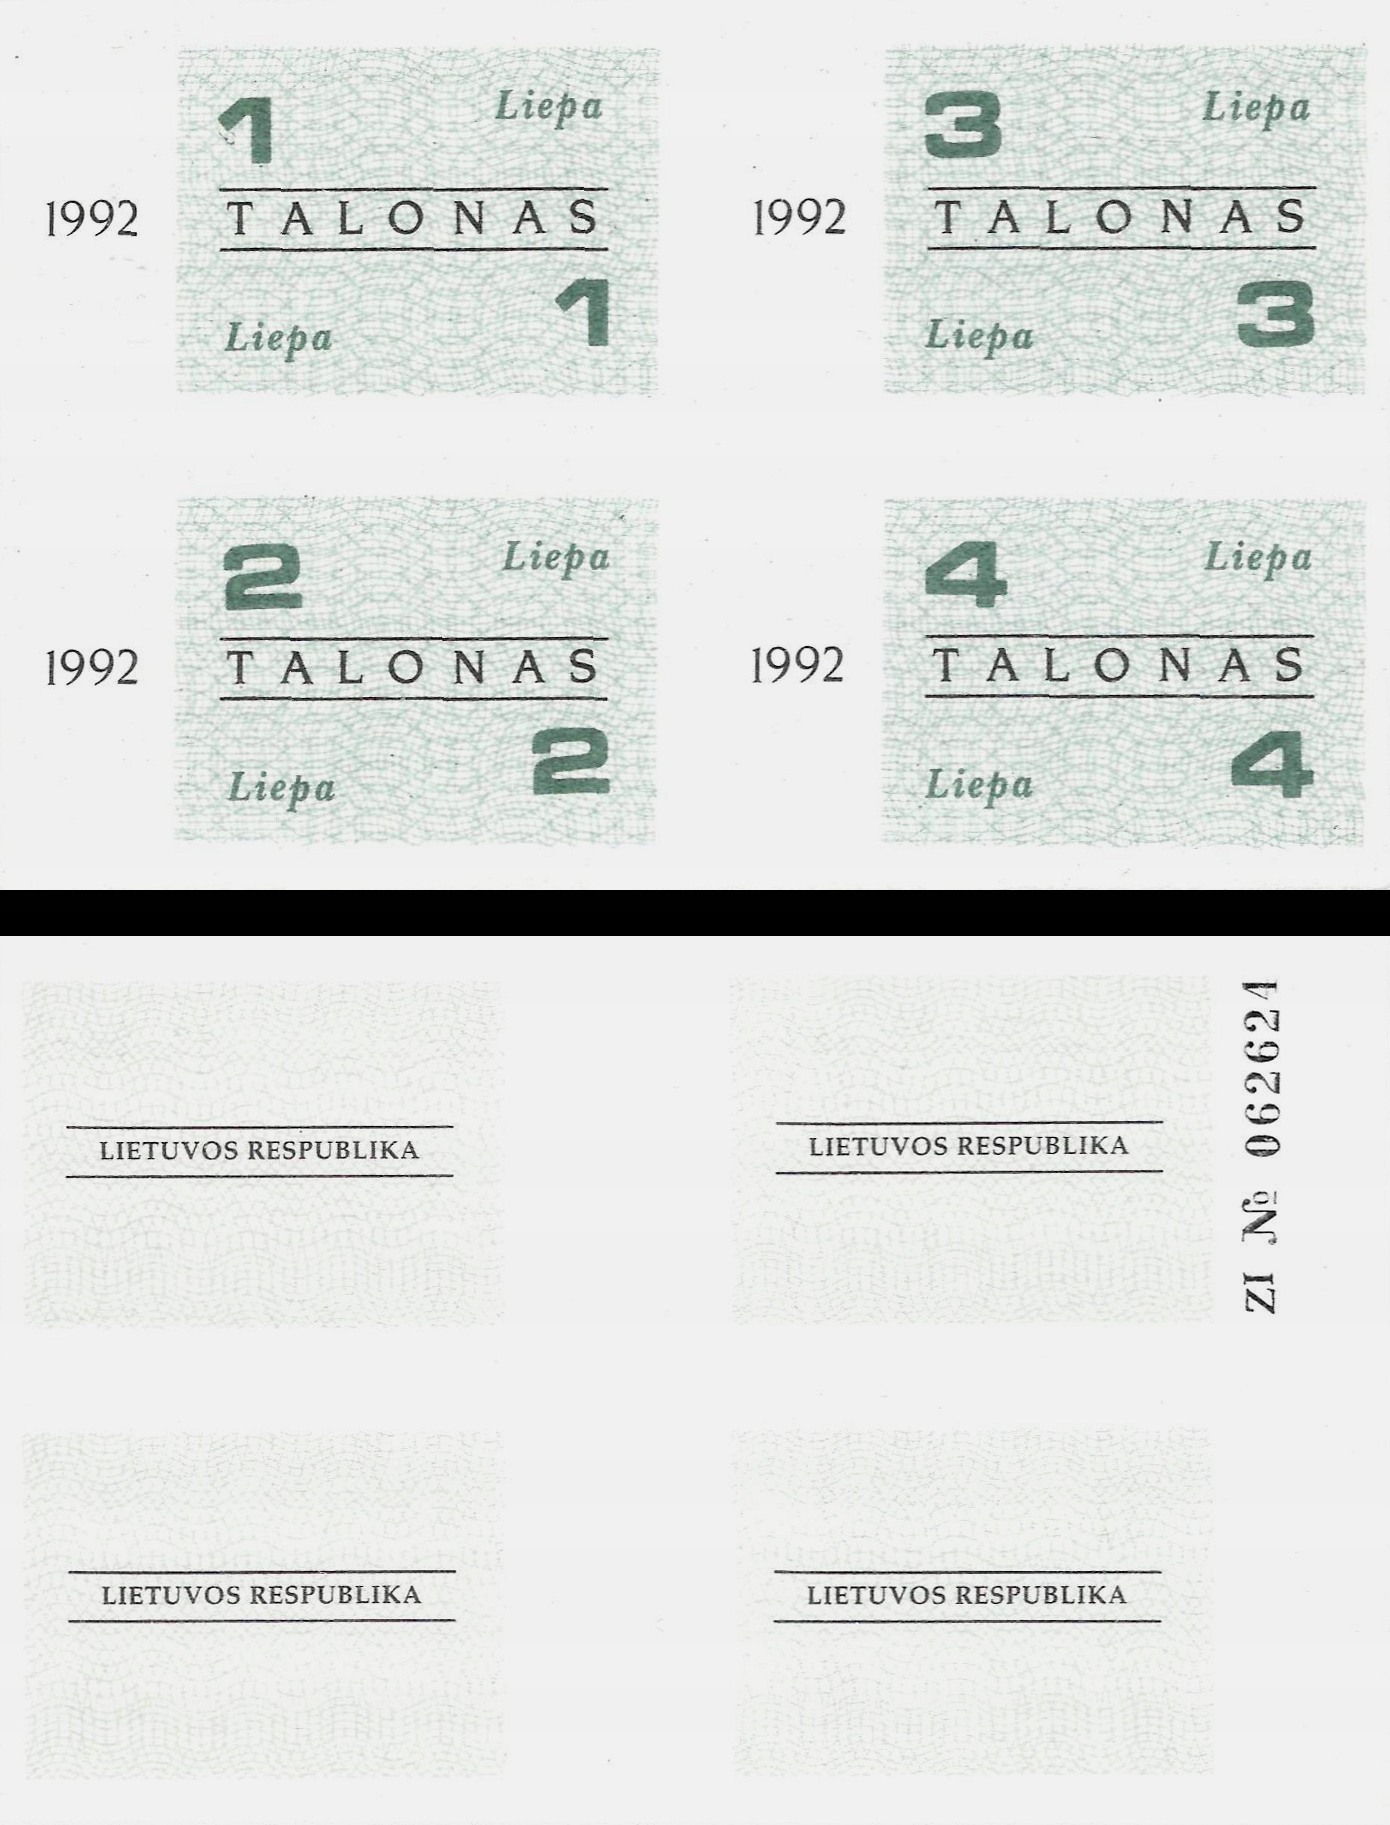 1 Liepa
1992 TALONAS
Liepa 1
3 Liepa
1992 TALONAS
Liepa 3
2 Liepa
1992 TALONAS
Liepa 2
4 Liepa
1992 TALONAS
Liepa 4
LIETUVOS RESPUBLIKA
LIETUVOS RESPUBLIKA
ZI № 062624
LIETUVOS RESPUBLIKA
LIETUVOS RESPUBLIKA